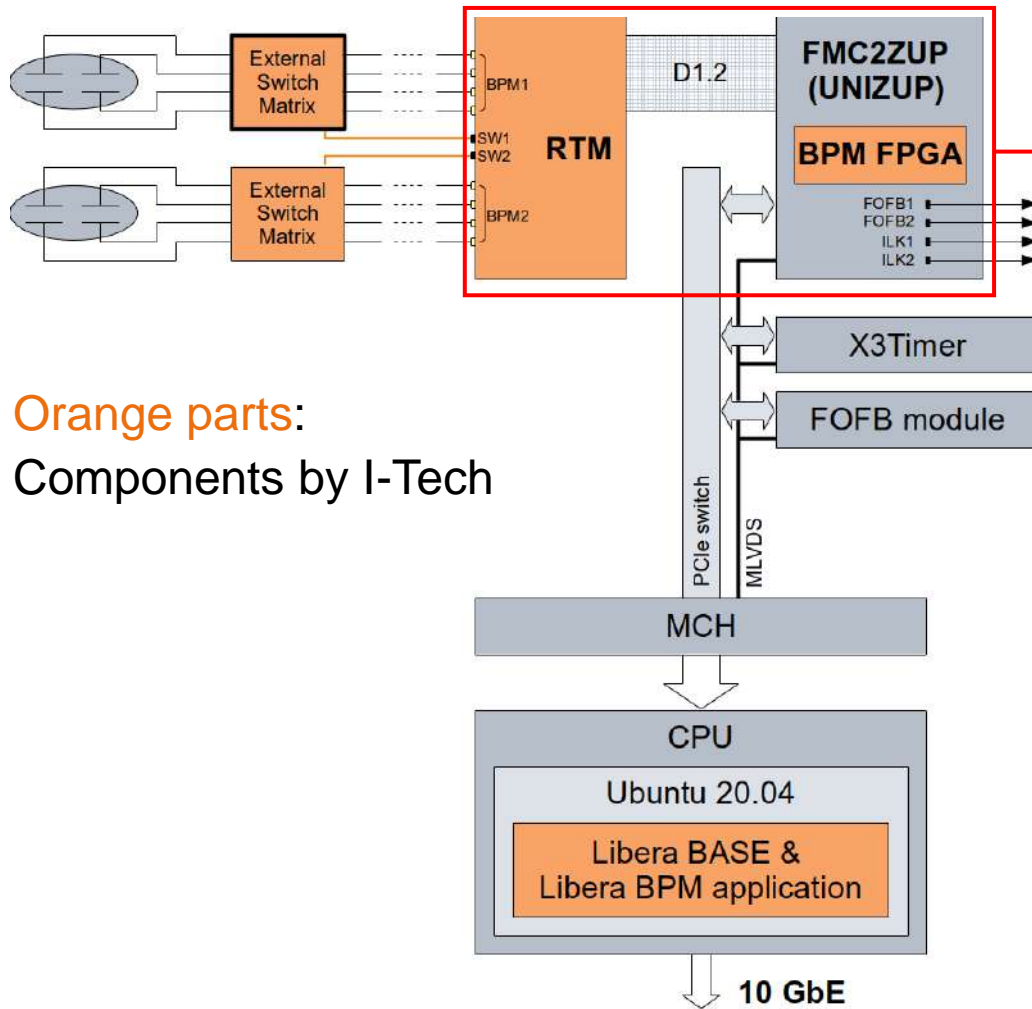 External
Switch
Matrix
BPM1
SW1
SW2
RTM
D1.2
FMC2ZUP
(UNIZUP)
BPM FPGA
FOFB1
FOFB2
ILK1
ILK2
External
Switch
Matrix
BPM2
X3Timer
FOFB module
Orange parts:
Components by I-Tech
PCIe switch
MLVDS
MCH
CPU
Ubuntu 20.04
Libera BASE &
Libera BPM application
10 GbE